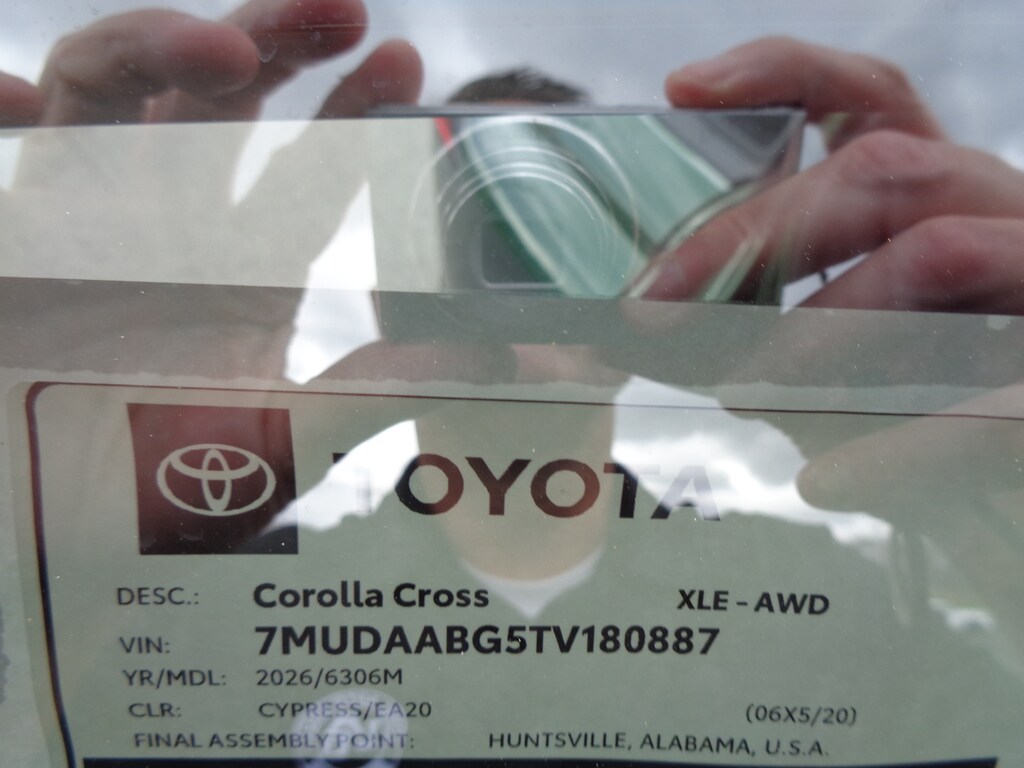 TOYOTA
DESC.: Corolla Cross XLE - AWD
VIN: 7MUDAABG5TV180887
YR/MDL: 2026/6306M
CLR: CYPRESS/EA20 (06X5/20)
FINAL ASSEMBLY POINT: HUNTSVILLE, ALABAMA, U.S.A.